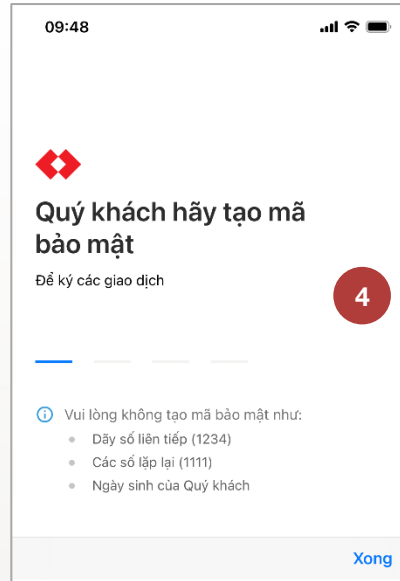 09:48
Quý khách hãy tạo mã
bảo mật
Để ký các giao dịch
4
Vui lòng không tạo mã bảo mật như:
Dãy số liên tiếp (1234)
Các số lặp lại (1111)
Ngày sinh của Quý khách
Xong